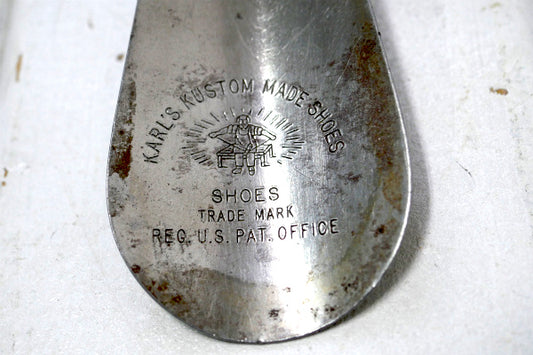 KARL'S KUSTOM MADE SHOES
SHOES
TRADE MARK
REG. U.S. PAT. OFFICE